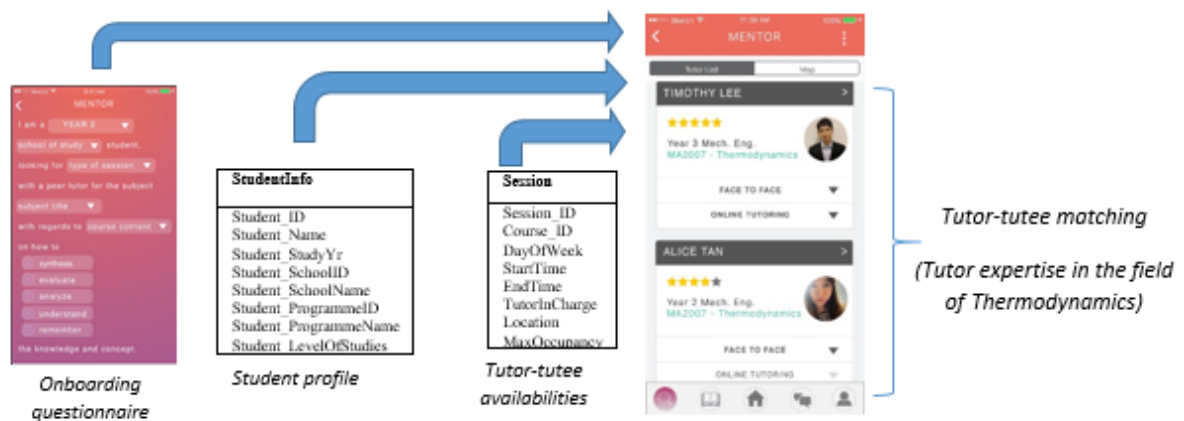 MENTOR
I am a YEAR 2
school of study student,
looking for type of session
with a peer tutor for the subject
subject title
with regards to course content
on how to
synthesis
evaluate
analyze
understand
remember
the knowledge and concept.
Onboarding
questionnaire
StudentInfo
Student_ID
Student_Name
Student_StudyYr
Student_SchoolID
Student_SchoolName
Student_ProgrammeID
Student_ProgrammeName
Student_LevelOfStudies
Student profile
Session
Session_ID
Course_ID
DayOfWeek
StartTime
EndTime
TutorInCharge
Location
MaxOccupancy
Tutor-tutee
availabilities
100%
MENTOR
Tutor List Map
TIMOTHY LEE >
Year 3 Mech. Eng.
MA2007 - Thermodynamics
FACE TO FACE
ONLINE TUTORING
ALICE TAN >
Year 2 Mech. Eng.
MA2007 - Thermodynamics
FACE TO FACE
ONLINE TUTORING
Tutor-tutee matching
(Tutor expertise in the field
of Thermodynamics)